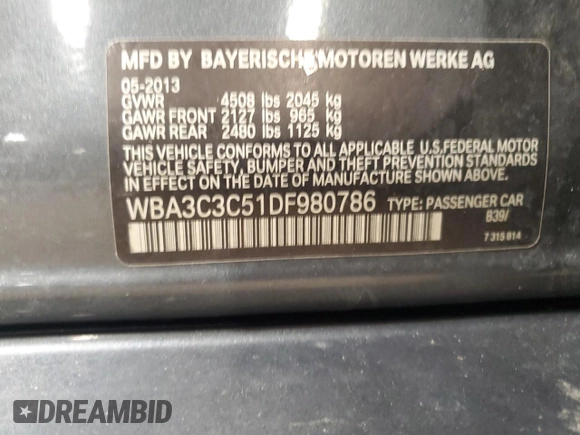 MFD BY BAYERISCHE MOTOREN WERKE AG
05-2013
GVWR 4508 lbs 2045 kg
GAWR FRONT 2127 lbs 965 kg
GAWR REAR 2480 lbs 1125 kg
THIS VEHICLE CONFORMS TO ALL APPLICABLE U.S.FEDERAL MOTOR
VEHICLE SAFETY, BUMPER AND THEFT PREVENTION STANDARDS
IN EFFECT ON THE DATE OF MANUFACTURE SHOWN ABOVE.
WBA3C3C51DF980786 TYPE: PASSENGER CAR
B39/
7 315 814
DREAMBID